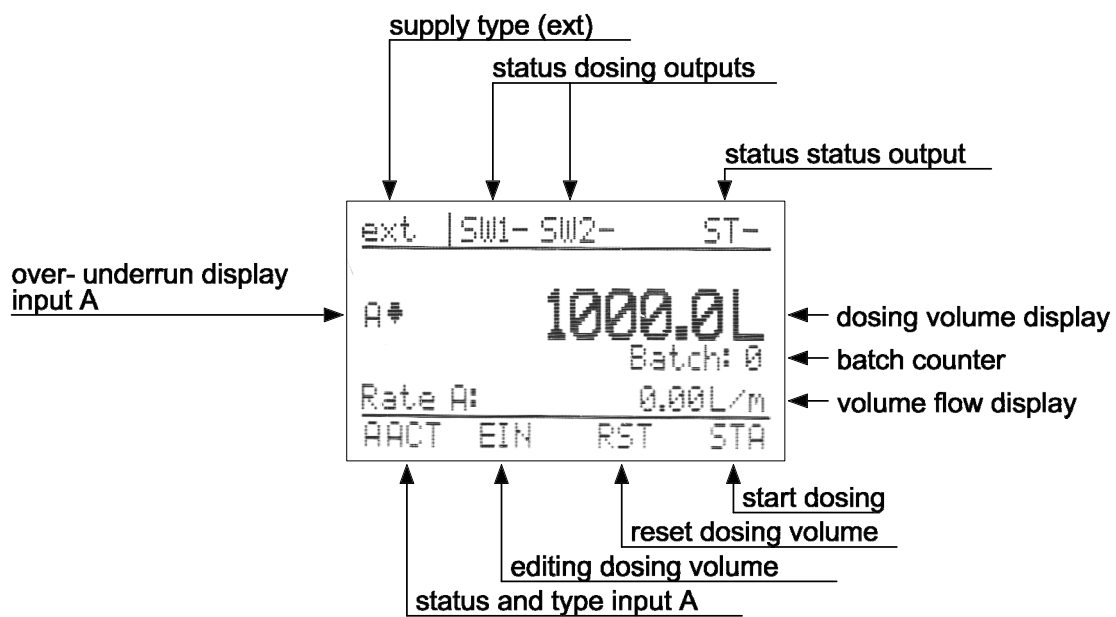 supply type (ext)
status dosing outputs
status status output
ext |SW1- SW2- ST-
over- underrun display
input A
A
1000.0L
dosing volume display
Batch: 0
batch counter
Rate A: 0.00L/m
volume flow display
AACT EIN RST STA
start dosing
reset dosing volume
editing dosing volume
status and type input A